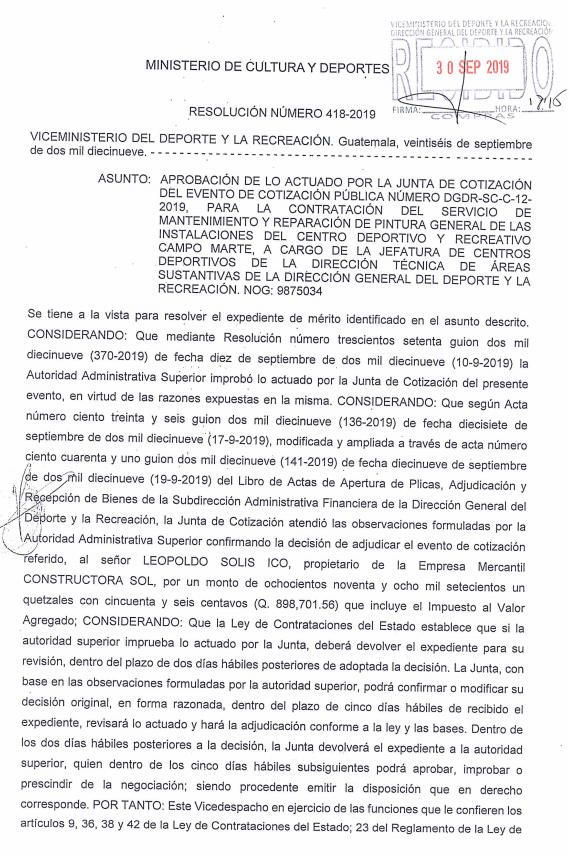 VICEMINISTERIO DEL DEPORTE Y LA RECREACIÓN
DIRECCIÓN GENERAL DEL DEPORTE Y LA RECREACIÓN
RECIBIDO
30 SEP 2019
FIRMA: HORA:
COMPRAS
MINISTERIO DE CULTURA Y DEPORTES
RESOLUCIÓN NÚMERO 418-2019
VICEMINISTERIO DEL DEPORTE Y LA RECREACIÓN. Guatemala, veintiséis de septiembre
de dos mil diecinueve. - - - - - - - - - - - - - - - - - - - - - - - - - - - - - - - - - - - - - - - - - - - - - - -
ASUNTO: APROBACIÓN DE LO ACTUADO POR LA JUNTA DE COTIZACIÓN
DEL EVENTO DE COTIZACIÓN PÚBLICA NÚMERO DGDR-SC-C-12-
2019, PARA LA CONTRATACIÓN DEL SERVICIO DE
MANTENIMIENTO Y REPARACIÓN DE PINTURA GENERAL DE LAS
INSTALACIONES DEL CENTRO DEPORTIVO Y RECREATIVO
CAMPO MARTE, A CARGO DE LA JEFATURA DE CENTROS
DEPORTIVOS DE LA DIRECCIÓN TÉCNICA DE ÁREAS
SUSTANTIVAS DE LA DIRECCIÓN GENERAL DEL DEPORTE Y LA
RECREACIÓN. NOG: 9875034
Se tiene a la vista para resolver el expediente de mérito identificado en el asunto descrito.
CONSIDERANDO: Que mediante Resolución número trescientos setenta guion dos mil
diecinueve (370-2019) de fecha diez de septiembre de dos mil diecinueve (10-9-2019) la
Autoridad Administrativa Superior improbó lo actuado por la Junta de Cotización del presente
evento, en virtud de las razones expuestas en la misma. CONSIDERANDO: Que según Acta
número ciento treinta y seis guion dos mil diecinueve (136-2019) de fecha diecisiete de
septiembre de dos mil diecinueve (17-9-2019), modificada y ampliada a través de acta número
ciento cuarenta y uno guion dos mil diecinueve (141-2019) de fecha diecinueve de septiembre
de dos mil diecinueve (19-9-2019) del Libro de Actas de Apertura de Plicas, Adjudicación y
Recepción de Bienes de la Subdirección Administrativa Financiera de la Dirección General del
Deporte y la Recreación, la Junta de Cotización atendió las observaciones formuladas por la
Autoridad Administrativa Superior confirmando la decisión de adjudicar el evento de cotización
referido, al señor LEOPOLDO SOLIS ICO, propietario de la Empresa Mercantil
CONSTRUCTORA SOL, por un monto de ochocientos noventa y ocho mil setecientos un
quetzales con cincuenta y seis centavos (Q. 898,701.56) que incluye el Impuesto al Valor
Agregado; CONSIDERANDO: Que la Ley de Contrataciones del Estado establece que si la
autoridad superior imprueba lo actuado por la Junta, deberá devolver el expediente para su
revisión, dentro del plazo de dos días hábiles posteriores de adoptada la decisión. La Junta, con
base en las observaciones formuladas por la autoridad superior, podrá confirmar o modificar su
decisión original, en forma razonada, dentro del plazo de cinco días hábiles de recibido el
expediente, revisará lo actuado y hará la adjudicación conforme a la ley y las bases. Dentro de
los dos días hábiles posteriores a la decisión, la Junta devolverá el expediente a la autoridad
superior, quien dentro de los cinco días hábiles subsiguientes podrá aprobar, improbar o
prescindir de la negociación; siendo procedente emitir la disposición que en derecho
corresponde. POR TANTO: Este Vicedespacho en ejercicio de las funciones que le confieren los
artículos 9, 36, 38 y 42 de la Ley de Contrataciones del Estado; 23 del Reglamento de la Ley de